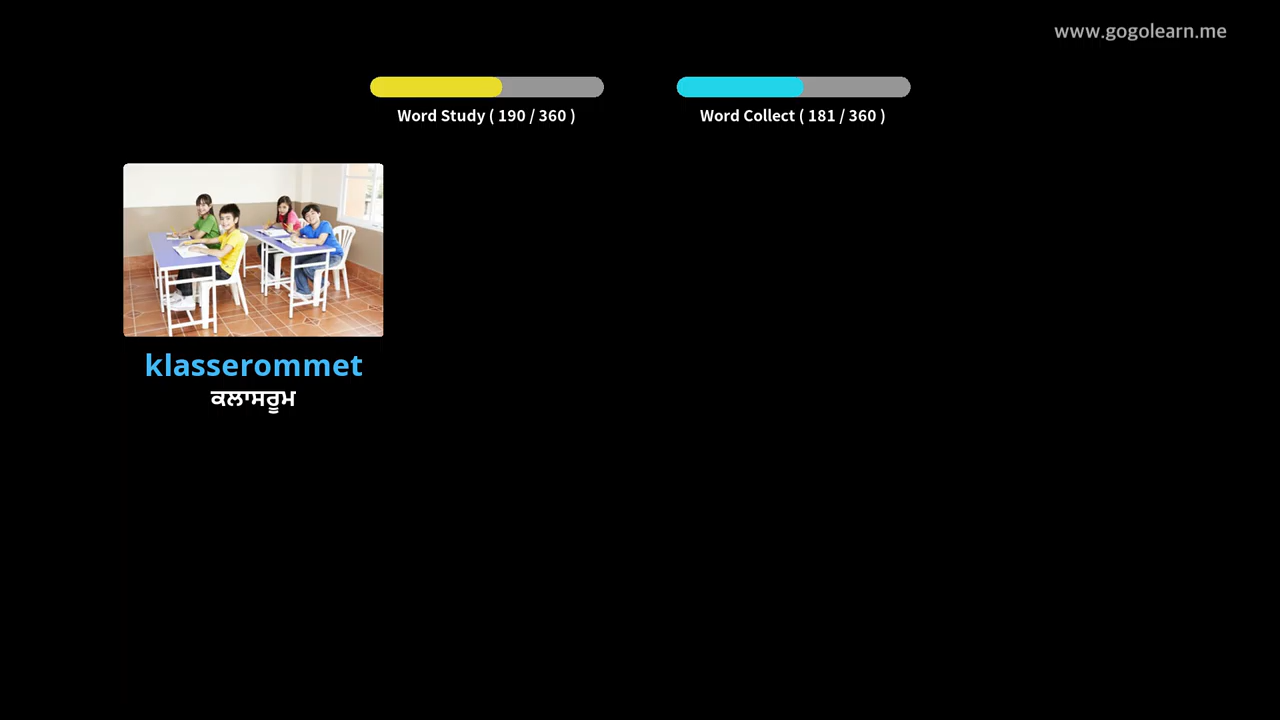 www.gogolearn.me
Word Study ( 190 / 360 )
Word Collect ( 181 / 360 )
klasserommet
ਕਲਾਸਰੂਮ